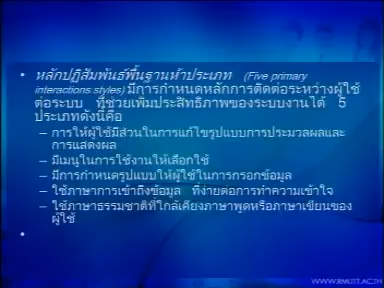 • หลักปฏิสัมพันธ์พื้นฐานห้าประเภท (Five primary
interactions styles) มีการกำหนดหลักการติดต่อระหว่างผู้ใช้
ต่อระบบ ที่ช่วยเพิ่มประสิทธิภาพของระบบงานได้ 5
ประเภทดังนี้คือ
– การให้ผู้ใช้มีส่วนในการแก้ไขรูปแบบการประมวลผลและ
การแสดงผล
– มีเมนูในการใช้งานให้เลือกใช้
– มีการกำหนดรูปแบบให้ผู้ใช้ในการกรอกข้อมูล
– ใช้ภาษาการเข้าถึงข้อมูล ที่ง่ายต่อการทำความเข้าใจ
– ใช้ภาษาธรรมชาติที่ใกล้เคียงภาษาพูดหรือภาษาเขียนของ
ผู้ใช้
•
WWW.RMUTT.AC.TH